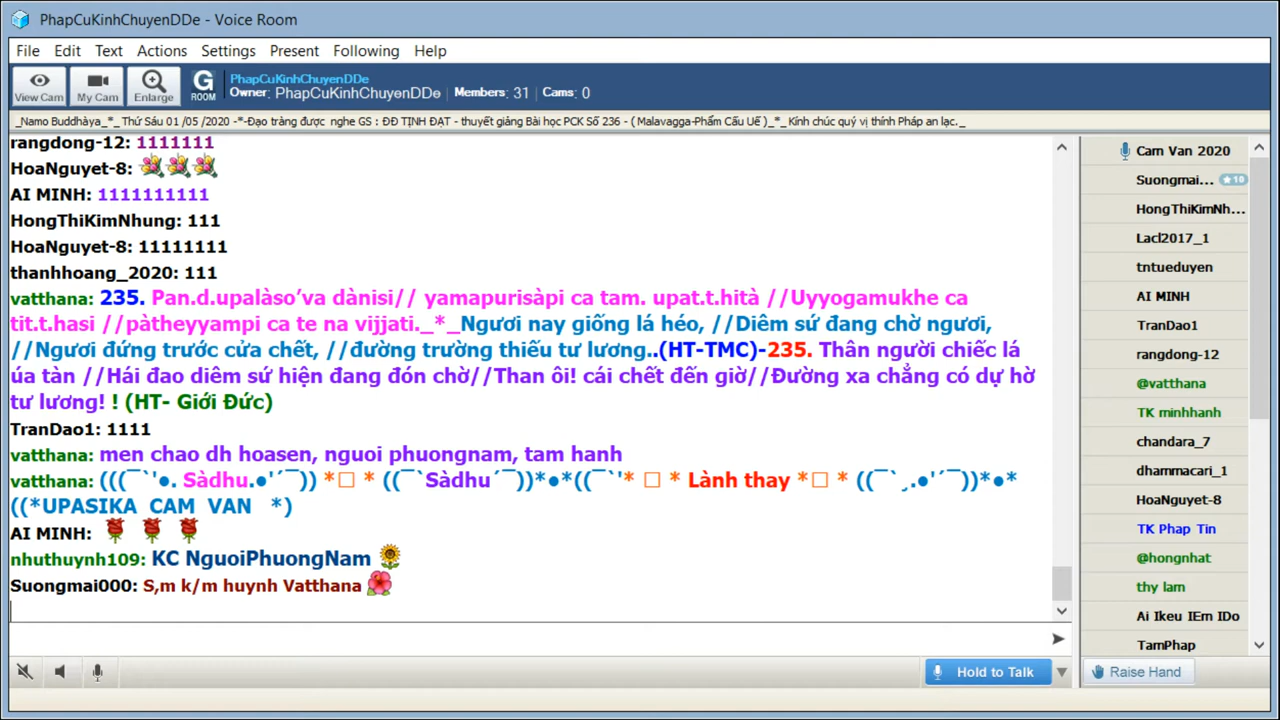 PhapCuKinhChuyenDDe - Voice Room
File Edit Text Actions Settings Present Following Help
View Cam My Cam Enlarge G ROOM
PhapCuKinhChuyenDDe
Owner: PhapCuKinhChuyenDDe Members: 31 Cams: 0
_Namo Buddhàya_*_ Thứ Sáu 01 /05 /2020 -*-Đạo tràng được nghe GS : ĐĐ TỊNH ĐẠT - thuyết giảng Bài học PCK Số 236 - ( Malavagga-Phẩm Cấu Uế )_*_ Kính chúc quý vị thính Pháp an lạc._
rangdong-12: 1111111
HoaNguyet-8:
AI MINH: 1111111111
HongThiKimNhung: 111
HoaNguyet-8: 11111111
thanhhoang_2020: 111
vatthana: 235. Pan.d.upalàso’va dànisi// yamapurisàpi ca tam. upat.t.hità //Uyyogamukhe ca
tit.t.hasi //pàtheyyampi ca te na vijjati._*_Ngươi nay giống lá héo, //Diêm sứ đang chờ ngươi,
//Ngươi đứng trước cửa chết, //đường trường thiếu tư lương..(HT-TMC)-235. Thân người chiếc lá
úa tàn //Hái đao diêm sứ hiện đang đón chờ//Than ôi! cái chết đến giờ//Đường xa chẳng có dự hờ
tư lương! ! (HT- Giới Đức)
TranDao1: 1111
vatthana: men chao dh hoasen, nguoi phuongnam, tam hanh
vatthana: (((¯`'●. Sàdhu.●'´¯)) *□ * ((¯`Sàdhu´¯))*●*((¯`'* □ * Lành thay *□ * ((¯`¸.●'´¯))*●*
((*UPASIKA CAM VAN *)
AI MINH:
nhuthuynh109: KC NguoiPhuongNam
Suongmai000: S,m k/m huynh Vatthana
Hold to Talk
Cam Van 2020
Suongmai... ★10
HongThiKimNh...
Lacl2017_1
tntueduyen
AI MINH
TranDao1
rangdong-12
@vatthana
TK minhhanh
chandara_7
dhammacari_1
HoaNguyet-8
TK Phap Tin
@hongnhat
thy lam
Ai Ikeu IEm IDo
TamPhap
Raise Hand